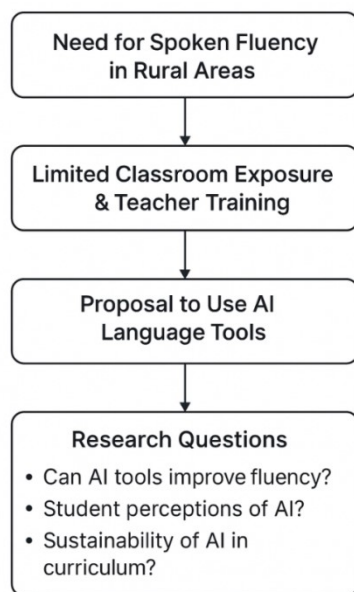 Need for Spoken Fluency
in Rural Areas
Limited Classroom Exposure
& Teacher Training
Proposal to Use AI
Language Tools
Research Questions
• Can AI tools improve fluency?
• Student perceptions of AI?
• Sustainability of AI in
curriculum?